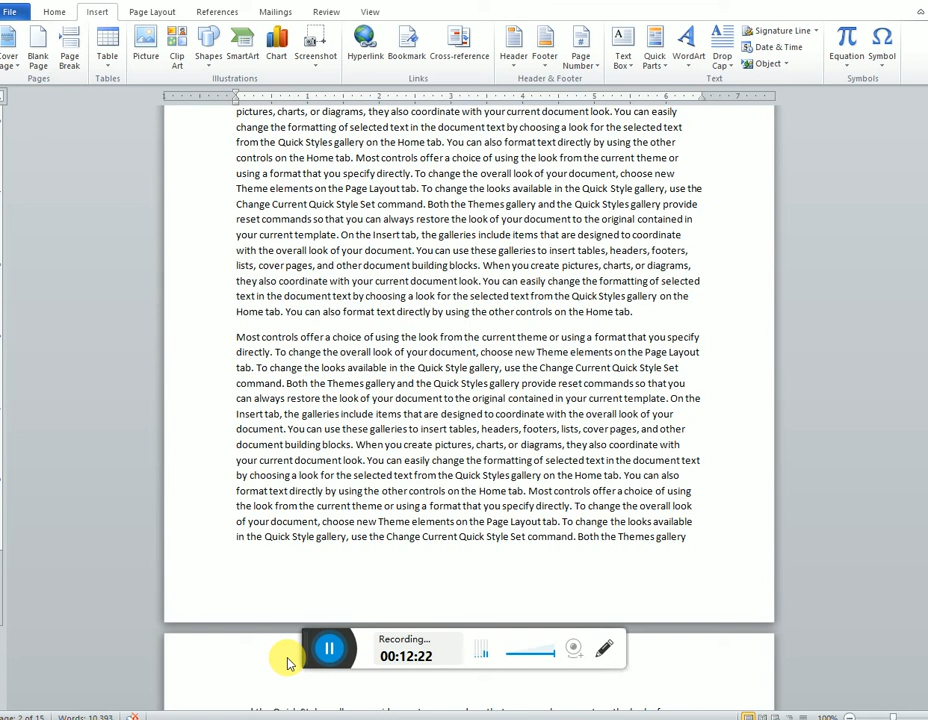 File Home Insert Page Layout References Mailings Review View
Cover Page Blank Page Page Break Table Picture Clip Art Shapes SmartArt Chart Screenshot Hyperlink Bookmark Cross-reference Header Footer Page Number Text Box Quick Parts WordArt Drop Cap Signature Line Date & Time Object Equation Symbol
Pages Tables Illustrations Links Header & Footer Text Symbols
1 1 2 3 4 5 6 7
pictures, charts, or diagrams, they also coordinate with your current document look. You can easily
change the formatting of selected text in the document text by choosing a look for the selected text
from the Quick Styles gallery on the Home tab. You can also format text directly by using the other
controls on the Home tab. Most controls offer a choice of using the look from the current theme or
using a format that you specify directly. To change the overall look of your document, choose new
Theme elements on the Page Layout tab. To change the looks available in the Quick Style gallery, use the
Change Current Quick Style Set command. Both the Themes gallery and the Quick Styles gallery provide
reset commands so that you can always restore the look of your document to the original contained in
your current template. On the Insert tab, the galleries include items that are designed to coordinate
with the overall look of your document. You can use these galleries to insert tables, headers, footers,
lists, cover pages, and other document building blocks. When you create pictures, charts, or diagrams,
they also coordinate with your current document look. You can easily change the formatting of selected
text in the document text by choosing a look for the selected text from the Quick Styles gallery on the
Home tab. You can also format text directly by using the other controls on the Home tab.
Most controls offer a choice of using the look from the current theme or using a format that you specify
directly. To change the overall look of your document, choose new Theme elements on the Page Layout
tab. To change the looks available in the Quick Style gallery, use the Change Current Quick Style Set
command. Both the Themes gallery and the Quick Styles gallery provide reset commands so that you
can always restore the look of your document to the original contained in your current template. On the
Insert tab, the galleries include items that are designed to coordinate with the overall look of your
document. You can use these galleries to insert tables, headers, footers, lists, cover pages, and other
document building blocks. When you create pictures, charts, or diagrams, they also coordinate with
your current document look. You can easily change the formatting of selected text in the document text
by choosing a look for the selected text from the Quick Styles gallery on the Home tab. You can also
format text directly by using the other controls on the Home tab. Most controls offer a choice of using
the look from the current theme or using a format that you specify directly. To change the overall look
of your document, choose new Theme elements on the Page Layout tab. To change the looks available
in the Quick Style gallery, use the Change Current Quick Style Set command. Both the Themes gallery
Recording...
00:12:22
Page: 2 of 15 Words: 10,393 100%